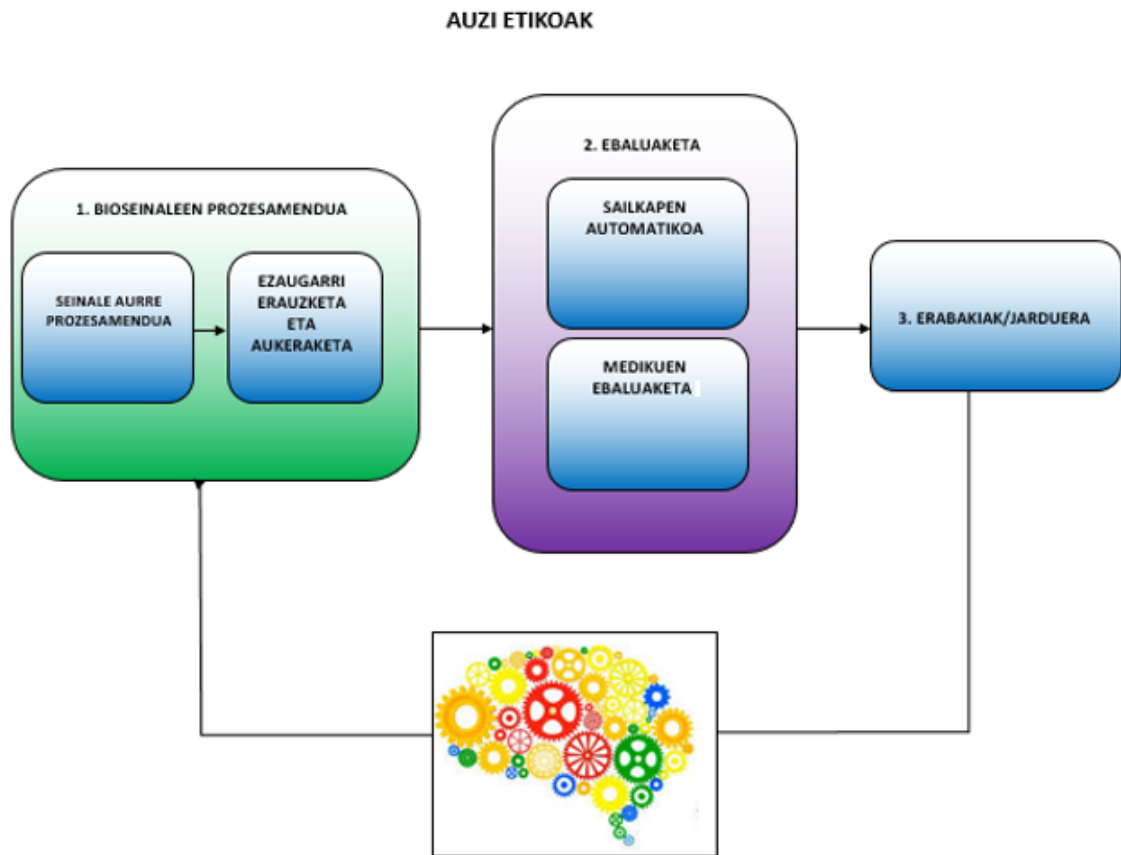 AUZI ETIKOAK
1. BIOSEINALEEN PROZESAMENDUA
SEINALE AURRE
PROZESAMENDUA
EZAUGARRI
ERAUZKETA
ETA
AUKERAKETA
2. EBALUAKETA
SAILKAPEN
AUTOMATIKOA
MEDIKUEN
EBALUAKETA
3. ERABAKIAK/JARDUERA